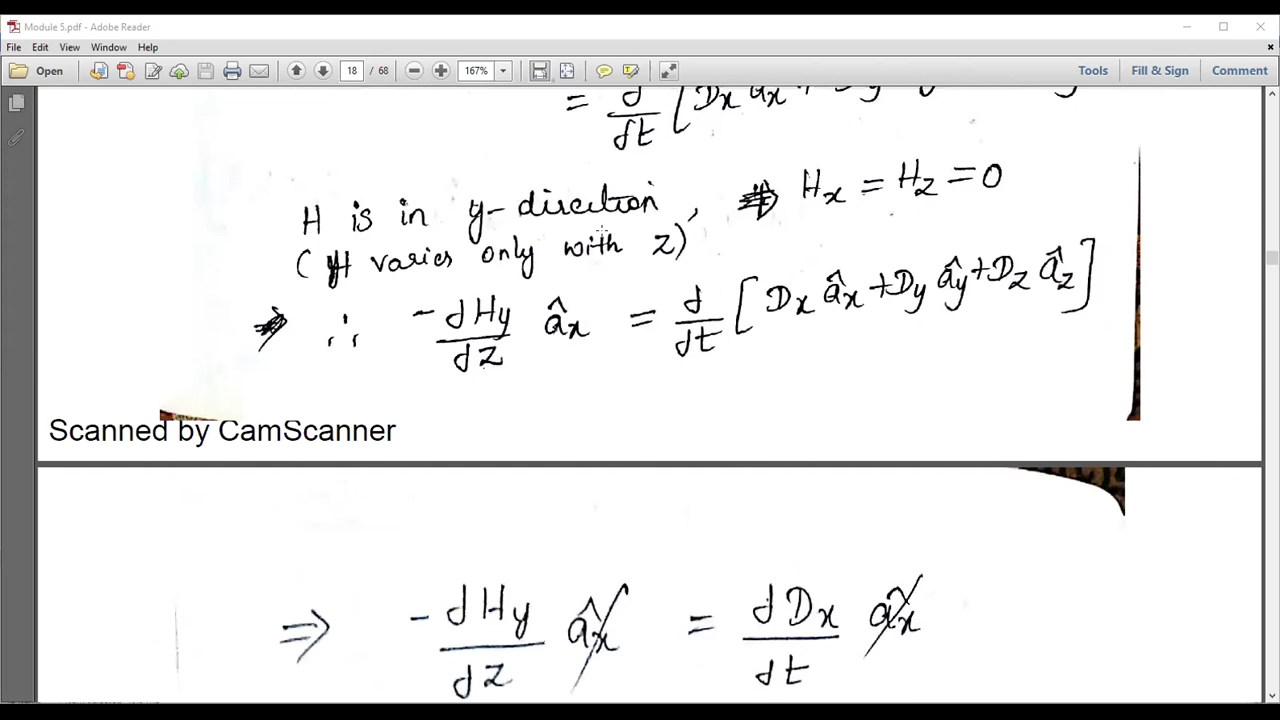 Module 5.pdf - Adobe Reader
File Edit View Window Help
Open 18 / 68 167% Tools Fill & Sign Comment
= d/dt [Dx âx +
H is in y-direction, Hx = Hz = 0
(H varies only with z)
∴ -dHy/dz âx = d/dt [Dx âx + Dy ây + Dz âz]
Scanned by CamScanner
⇒ -dHy/dz âx = dDx/dt âx